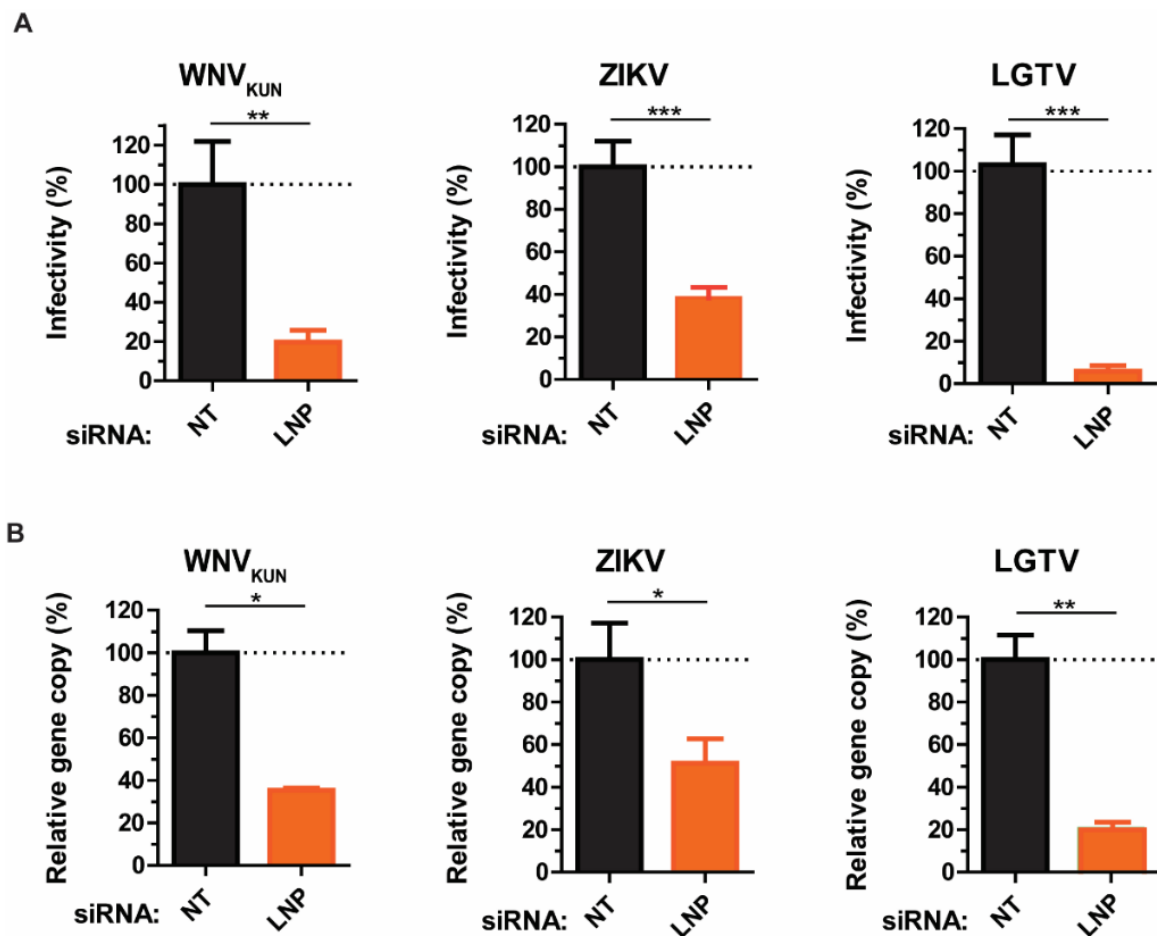 A
WNVKUN
**
Infectivity (%)
120
100
80
60
40
20
0
siRNA:
NT
LNP
ZIKV
***
Infectivity (%)
120
100
80
60
40
20
0
siRNA:
NT
LNP
LGTV
***
Infectivity (%)
120
100
80
60
40
20
0
siRNA:
NT
LNP
B
WNVKUN
*
Relative gene copy (%)
120
100
80
60
40
20
0
siRNA:
NT
LNP
ZIKV
*
Relative gene copy (%)
120
100
80
60
40
20
0
siRNA:
NT
LNP
LGTV
**
Relative gene copy (%)
120
100
80
60
40
20
0
siRNA:
NT
LNP